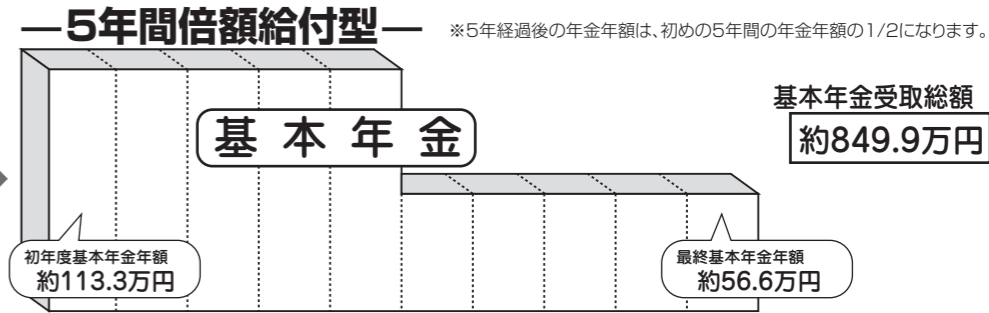 ―5年間倍額給付型―
※5年経過後の年金年額は、初めの5年間の年金年額の1/2になります。
基本年金受取総額
約849.9万円
基本年金
初年度基本年金年額
約113.3万円
最終基本年金年額
約56.6万円